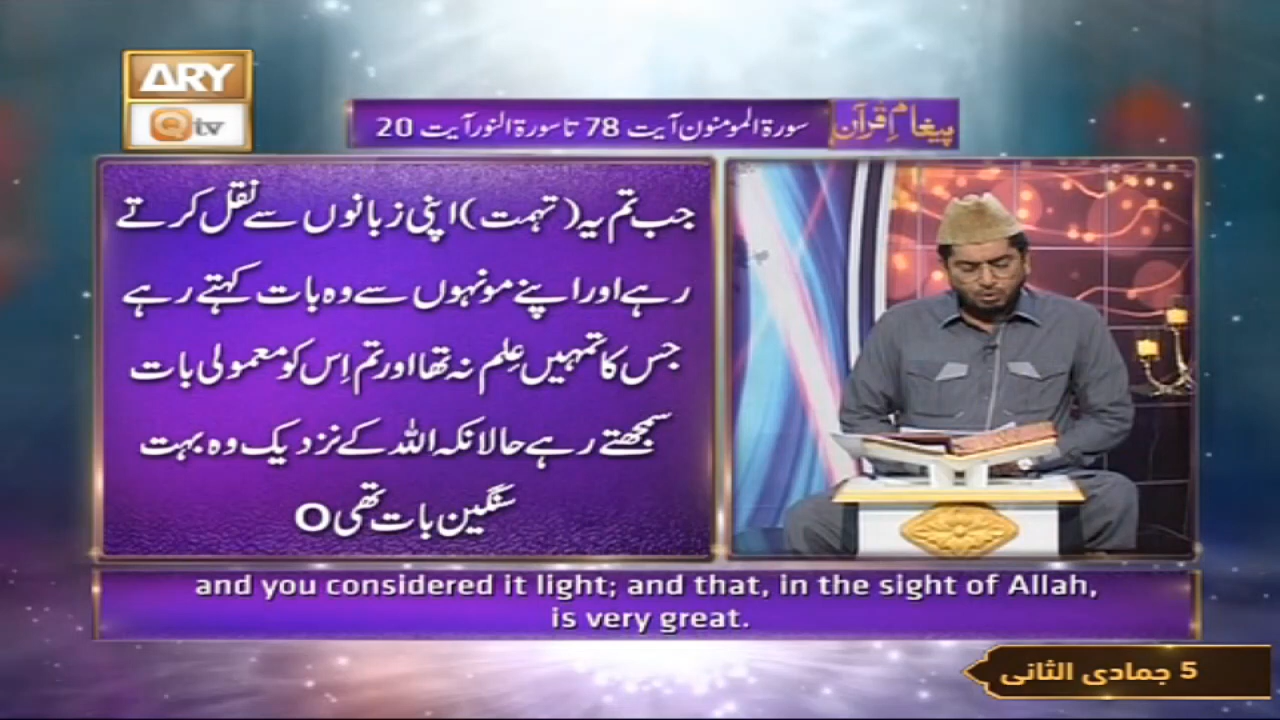 ARY
Qtv
پیغامِ قرآن
سورۃ المومنون آیت 78 تا سورۃ النور آیت 20
جب تم یہ (تہمت) اپنی زبانوں سے نقل کرتے
رہے اور اپنے مونہوں سے وہ بات کہتے رہے
جس کا تمہیں عِلم نہ تھا اور تم اِس کو معمولی بات
سمجھتے رہے حالانکہ اللہ کے نزدیک وہ بہت
سنگین بات تھی O
and you considered it light; and that, in the sight of Allah,
is very great.
5 جمادی الثانی